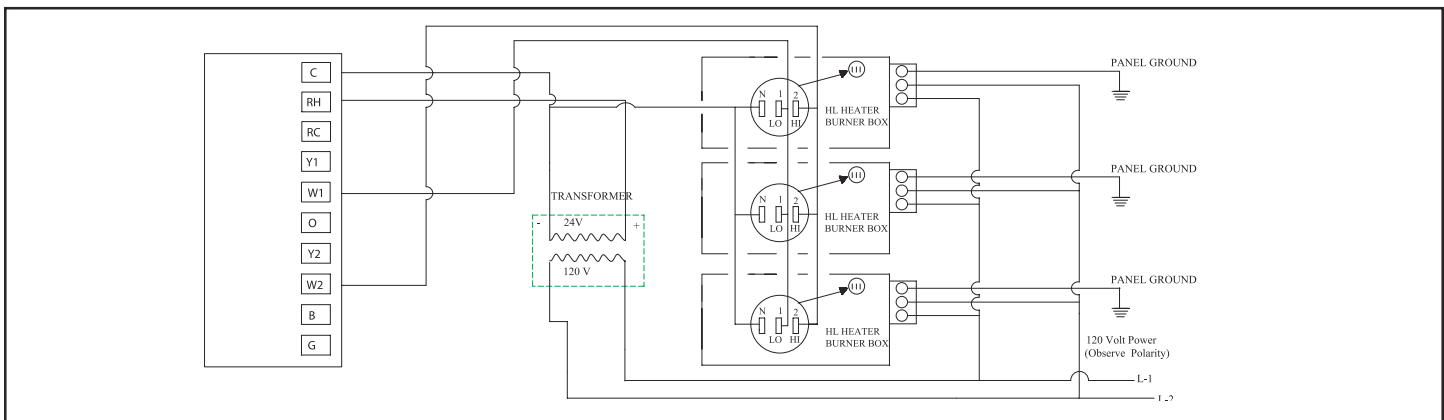 C
RH
RC
Y1
W1
O
Y2
W2
B
G
TRANSFORMER
- 24V +
120 V
N 1 2
LO HI
HL HEATER
BURNER BOX
PANEL GROUND
N 1 2
LO HI
HL HEATER
BURNER BOX
PANEL GROUND
N 1 2
LO HI
HL HEATER
BURNER BOX
PANEL GROUND
120 Volt Power
(Observe Polarity)
L-1
L-2